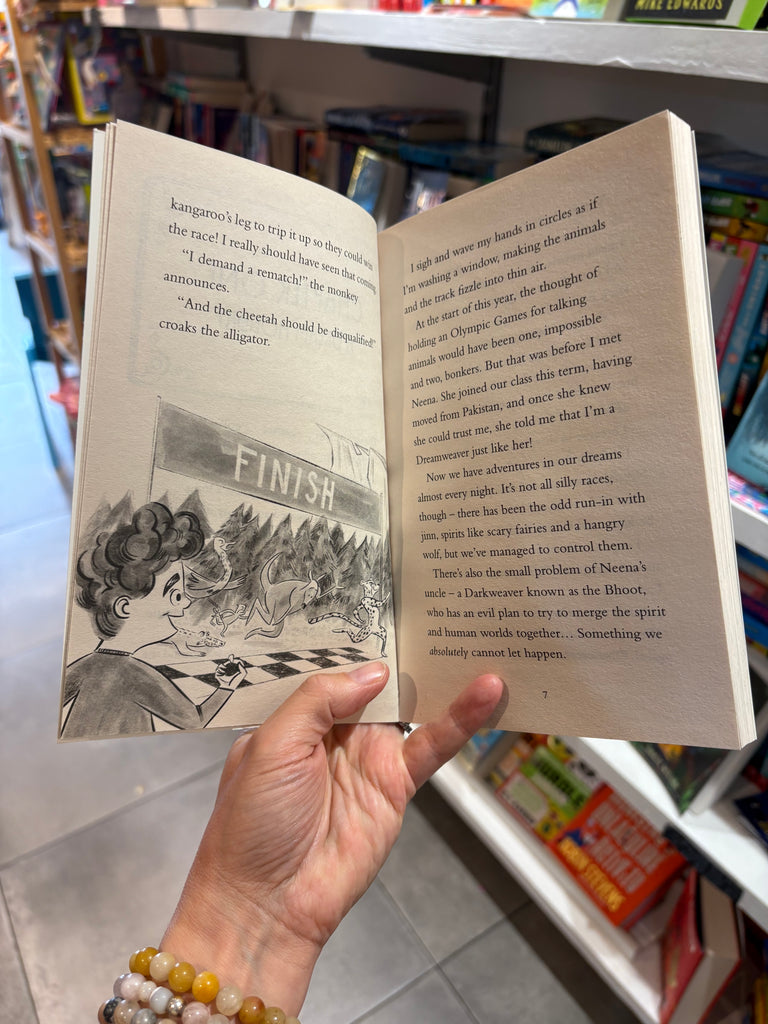 MIKE EDWARDS
kangaroo's leg to trip it up so they could win
the race! I really should have seen that coming.
"I demand a rematch!" the monkey
announces.
"And the cheetah should be disqualified!"
croaks the alligator.
FINISH
I sigh and wave my hands in circles as if
I'm washing a window, making the animals
and the track fizzle into thin air.
At the start of this year, the thought of
holding an Olympic Games for talking
animals would have been one, impossible
and two, bonkers. But that was before I met
Neena. She joined our class this term, having
moved from Pakistan, and once she knew
she could trust me, she told me that I'm a
Dreamweaver just like her!
Now we have adventures in our dreams
almost every night. It's not all silly races,
though – there has been the odd run-in with
jinn, spirits like scary fairies and a hangry
wolf, but we've managed to control them.
There's also the small problem of Neena's
uncle – a Darkweaver known as the Bhoot,
who has an evil plan to try to merge the spirit
and human worlds together… Something we
absolutely cannot let happen.
7
ROBIN STEVENS